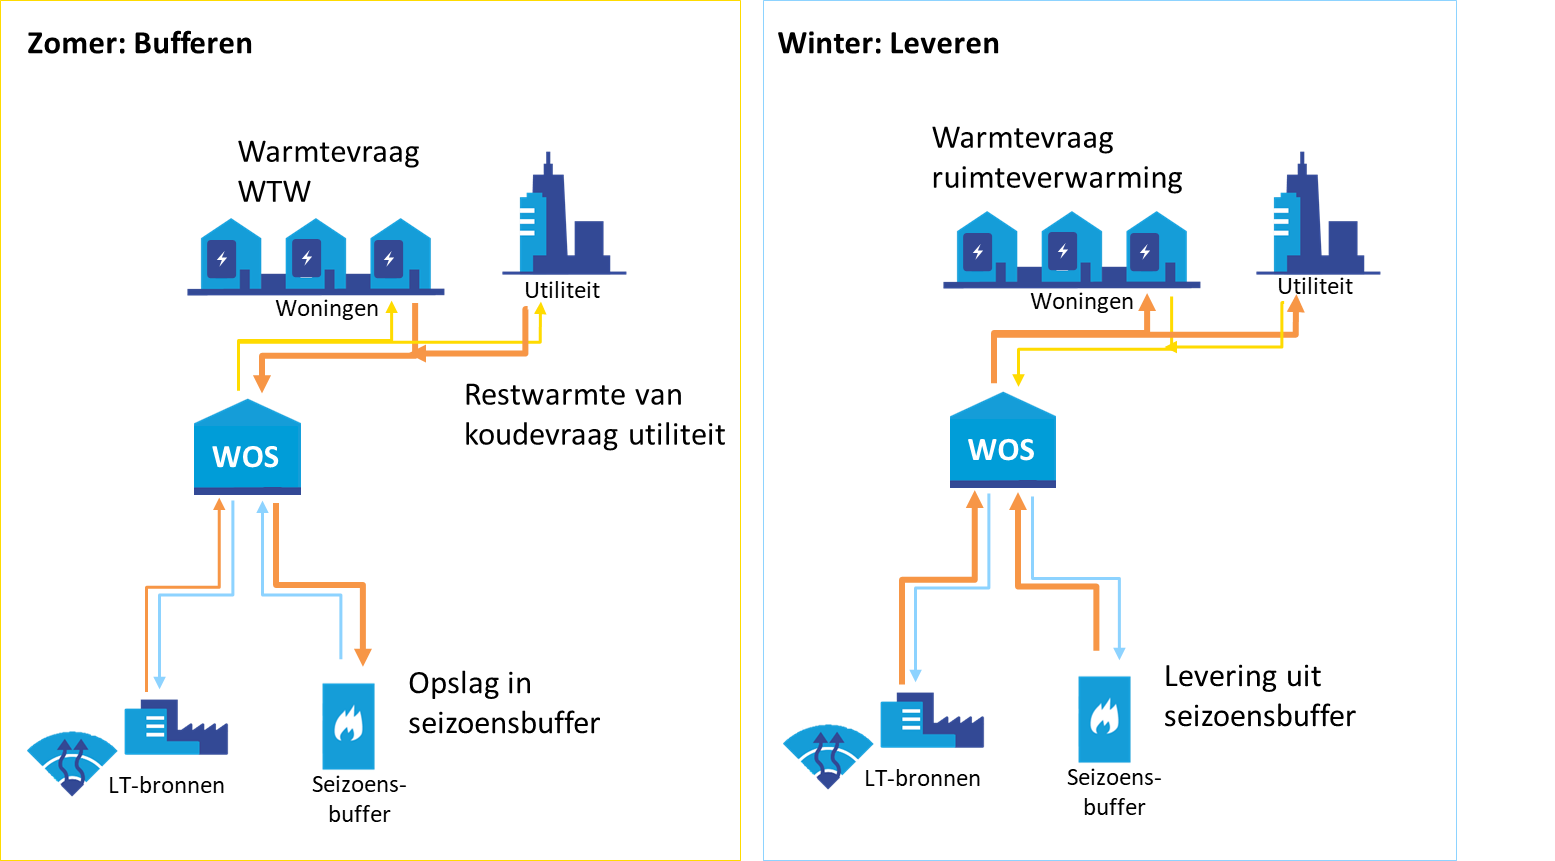 Zomer: Bufferen
Warmtevraag
WTW
Woningen
Utiliteit
Restwarmte van
koudevraag utiliteit
WOS
Opslag in
seizoensbuffer
LT-bronnen
Seizoens-
buffer
Winter: Leveren
Warmtevraag
ruimteverwarming
Woningen
Utiliteit
WOS
Levering uit
seizoensbuffer
LT-bronnen
Seizoens-
buffer